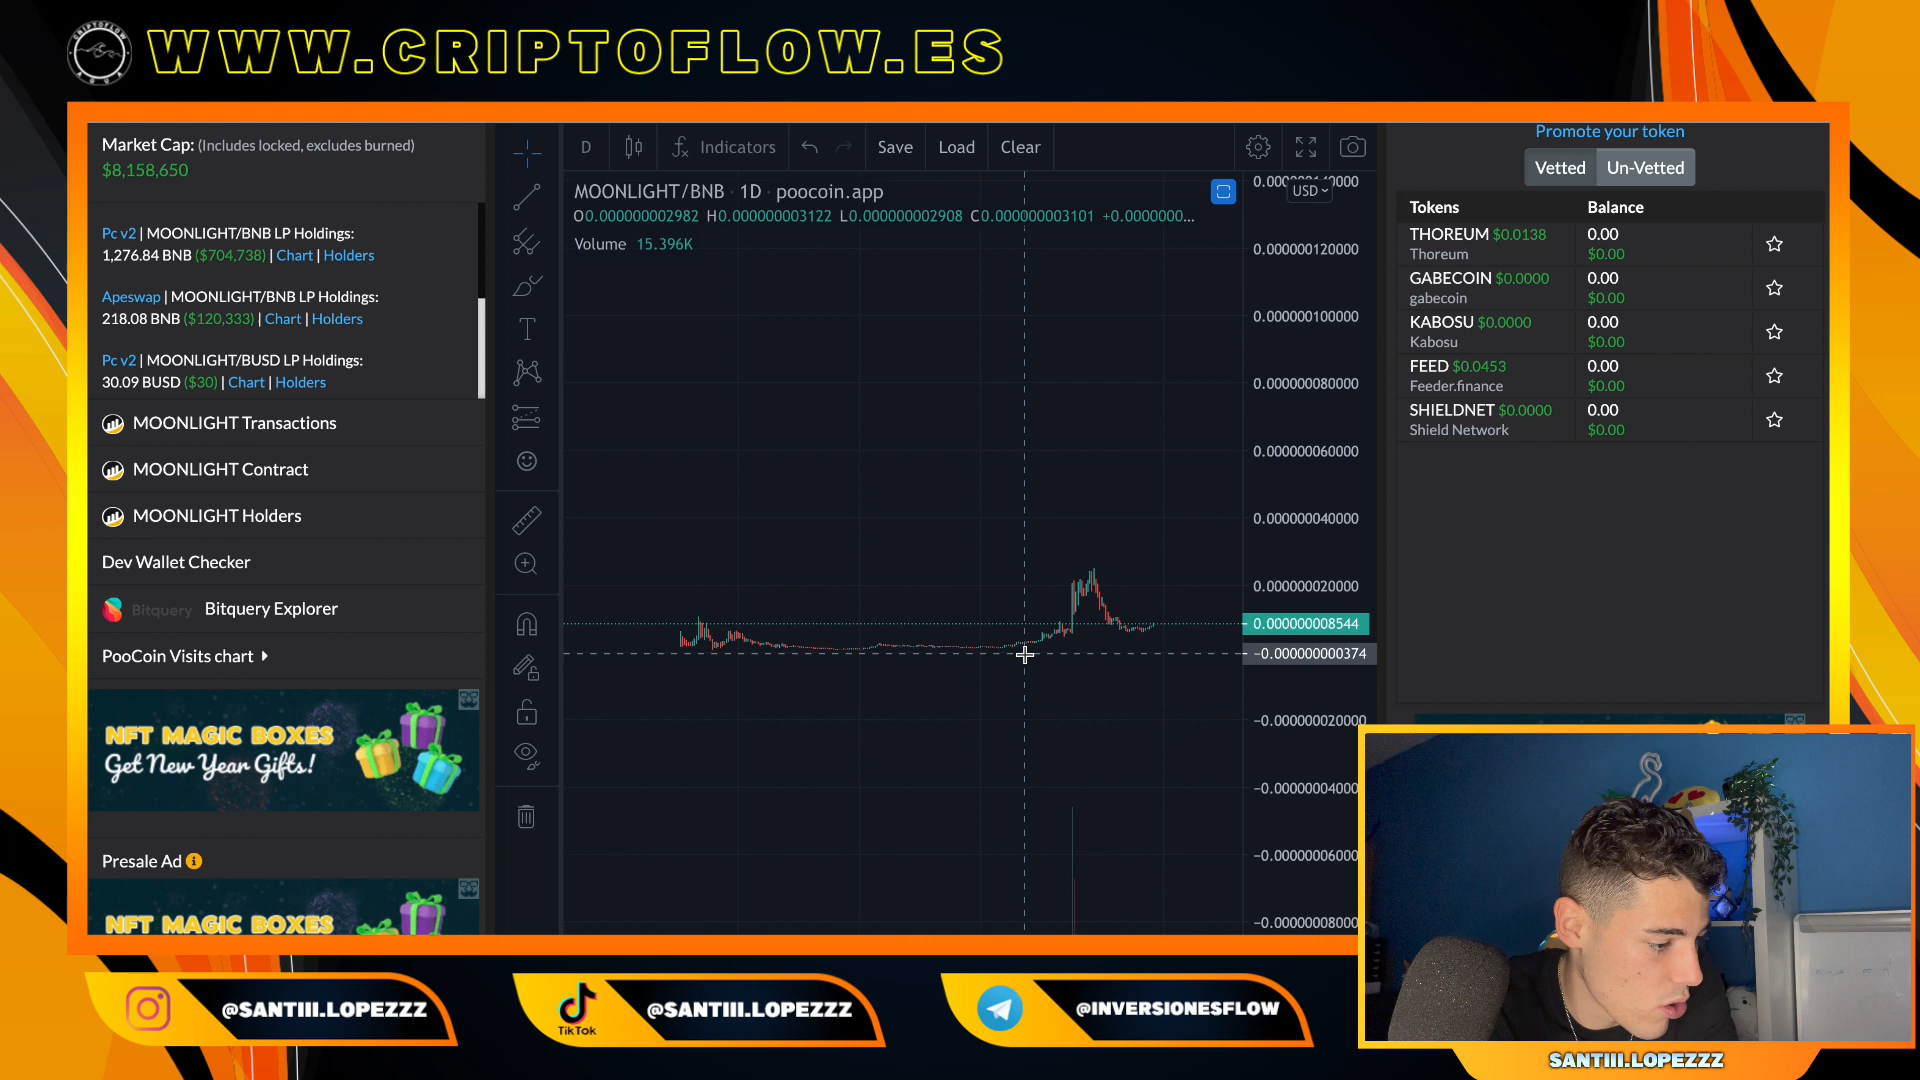 WWW.CRIPTOFLOW.ES
CRIPTOFLOW
Market Cap: (Includes locked, excludes burned)
$8,158,650
Pc v2 | MOONLIGHT/BNB LP Holdings:
1,276.84 BNB ($704,738) | Chart | Holders
Apeswap | MOONLIGHT/BNB LP Holdings:
218.08 BNB ($120,333) | Chart | Holders
Pc v2 | MOONLIGHT/BUSD LP Holdings:
30.09 BUSD ($30) | Chart | Holders
MOONLIGHT Transactions
MOONLIGHT Contract
MOONLIGHT Holders
Dev Wallet Checker
Bitquery Bitquery Explorer
PooCoin Visits chart
NFT MAGIC BOXES
Get New Year Gifts!
Presale Ad
NFT MAGIC BOXES
D Indicators Save Load Clear
MOONLIGHT/BNB · 1D · poocoin.app
O0.000000002982 H0.000000003122 L0.000000002908 C0.000000003101 +0.0000000...
Volume 15.396K
USD
0.000000120000
0.000000100000
0.000000080000
0.000000060000
0.000000040000
0.000000020000
0.000000008544
−0.000000000374
−0.000000020000
−0.00000004000
−0.00000006000
−0.00000008000
Promote your token
Vetted Un-Vetted
Tokens Balance
THOREUM $0.0138 0.00
Thoreum $0.00
GABECOIN $0.0000 0.00
gabecoin $0.00
KABOSU $0.0000 0.00
Kabosu $0.00
FEED $0.0453 0.00
Feeder.finance $0.00
SHIELDNET $0.0000 0.00
Shield Network $0.00
@SANTIII.LOPEZZZ
TikTok
@SANTIII.LOPEZZZ
@INVERSIONESFLOW
SANTIII.LOPEZZZ